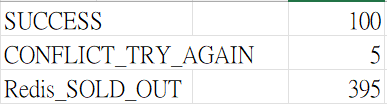 SUCCESS 100
CONFLICT_TRY_AGAIN 5
Redis_SOLD_OUT 395